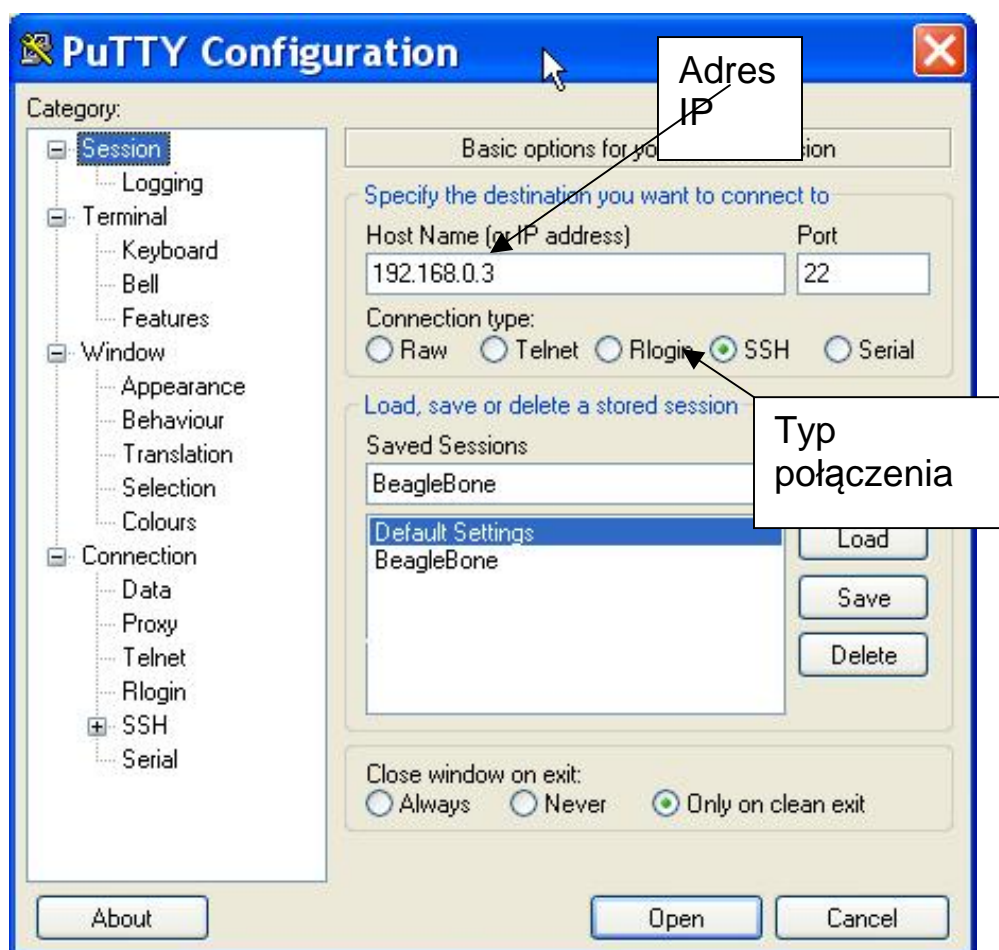 PuTTY Configuration
Adres
IP
Category:
Session
Logging
Terminal
Keyboard
Bell
Features
Window
Appearance
Behaviour
Translation
Selection
Colours
Connection
Data
Proxy
Telnet
Rlogin
SSH
Serial
Basic options for
Specify the destination you want to connect to
Host Name (or IP address) Port
192.168.0.3 22
Connection type:
Raw Telnet Rlogin SSH Serial
Load, save or delete a stored session
Typ
połączenia
Saved Sessions
BeagleBone
Default Settings
BeagleBone
Load
Save
Delete
Close window on exit:
Always Never Only on clean exit
About Open Cancel